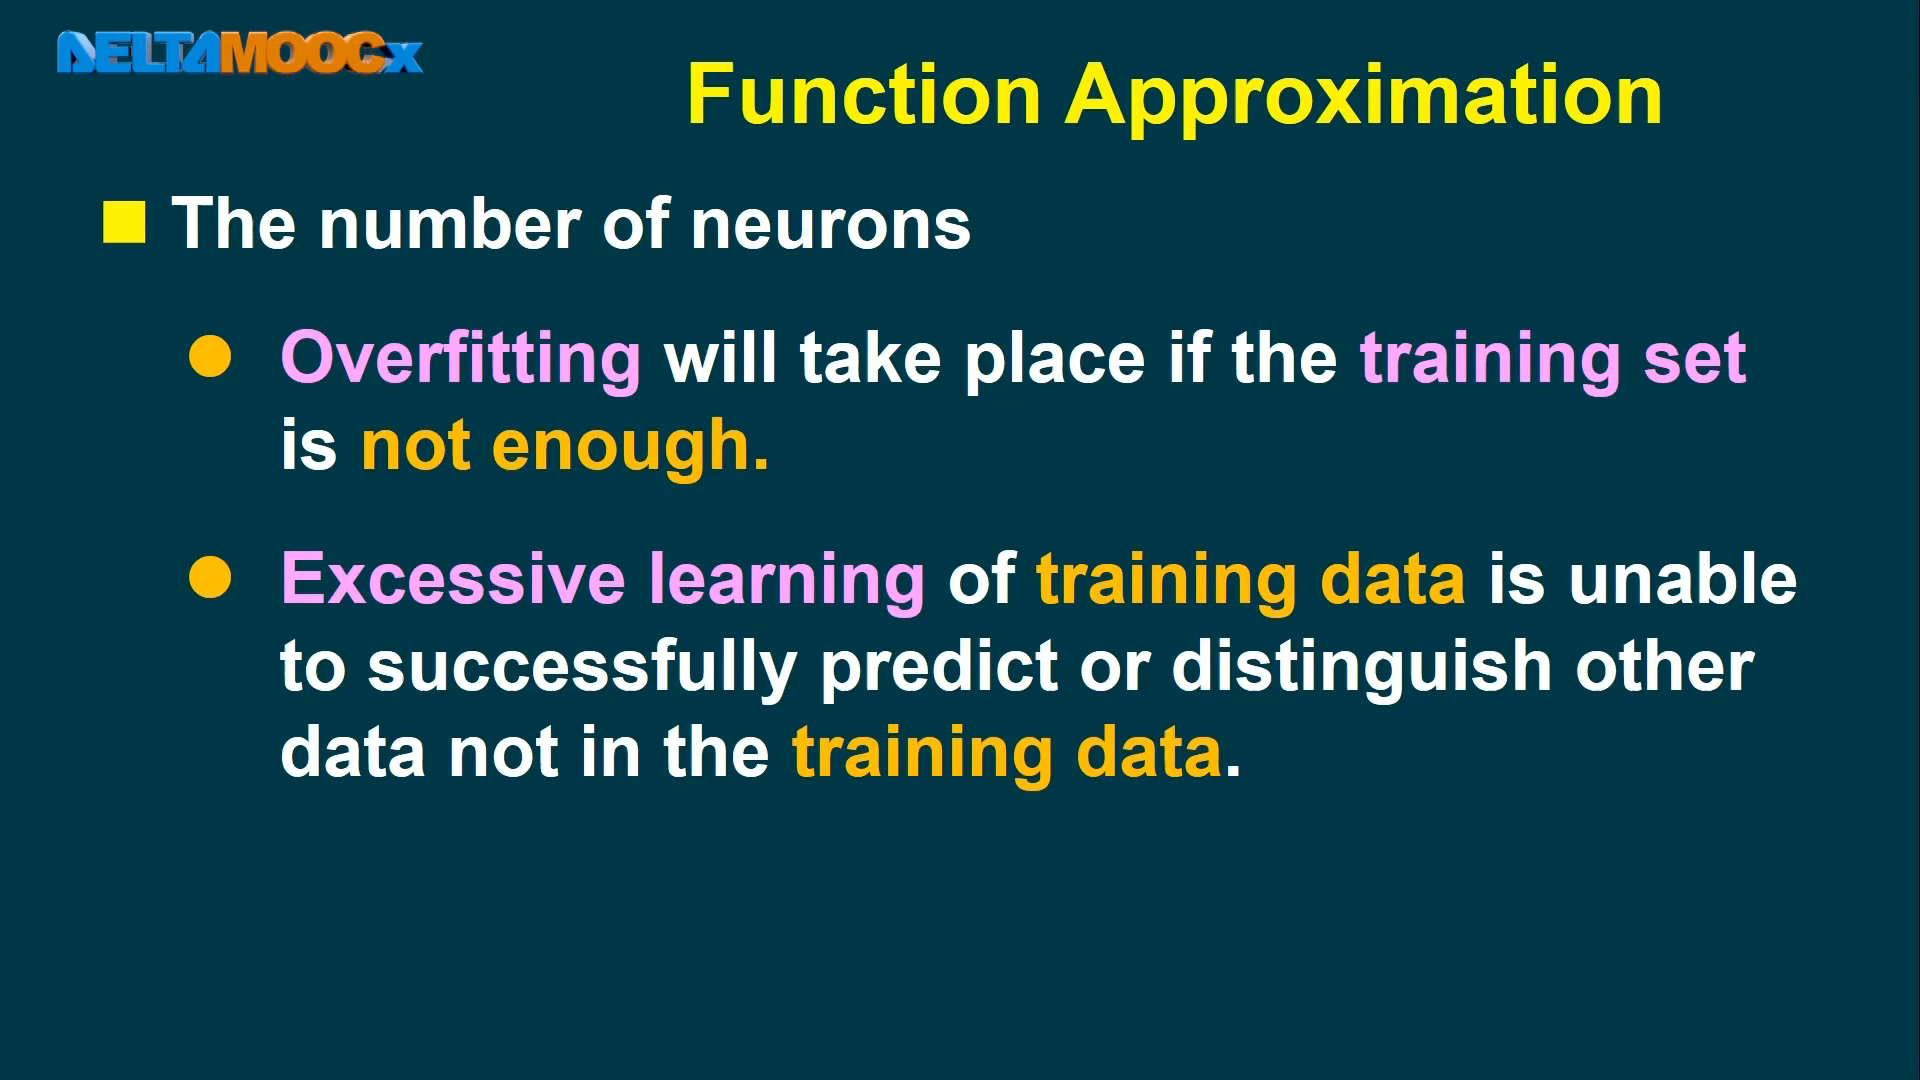 DELTAMOOCx
Function Approximation
The number of neurons
Overfitting will take place if the training set
is not enough.
Excessive learning of training data is unable
to successfully predict or distinguish other
data not in the training data.